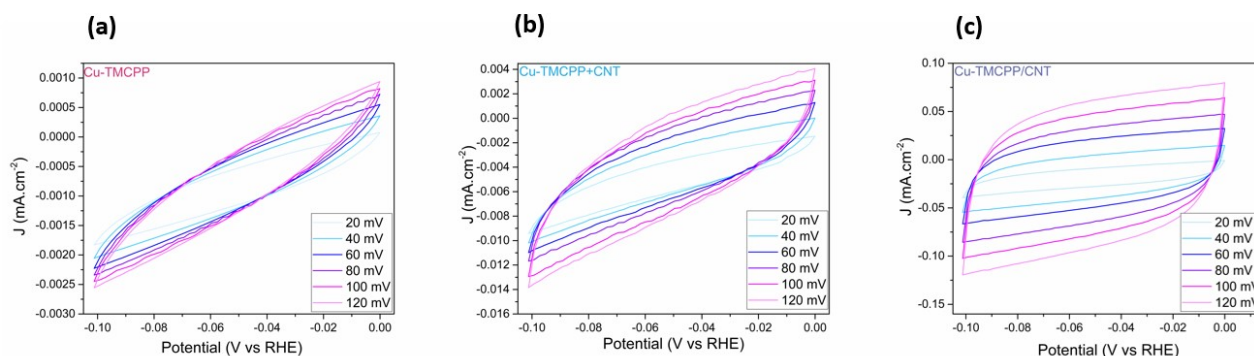 (a)
Cu-TMCPP
J (mA.cm⁻²)
0.0010
0.0005
0.0000
-0.0005
-0.0010
-0.0015
-0.0020
-0.0025
-0.0030
20 mV
40 mV
60 mV
80 mV
100 mV
120 mV
-0.10
-0.08
-0.06
-0.04
-0.02
0.00
Potential (V vs RHE)
(b)
Cu-TMCPP+CNT
J (mA.cm⁻²)
0.004
0.002
0.000
-0.002
-0.004
-0.006
-0.008
-0.010
-0.012
-0.014
-0.016
20 mV
40 mV
60 mV
80 mV
100 mV
120 mV
-0.10
-0.08
-0.06
-0.04
-0.02
0.00
Potential (V vs RHE)
(c)
Cu-TMCPP/CNT
J (mA.cm⁻²)
0.10
0.05
0.00
-0.05
-0.10
-0.15
20 mV
40 mV
60 mV
80 mV
100 mV
120 mV
-0.10
-0.08
-0.06
-0.04
-0.02
0.00
Potential (V vs RHE)